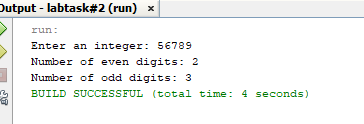 Output - labtask#2 (run)
run:
Enter an integer: 56789
Number of even digits: 2
Number of odd digits: 3
BUILD SUCCESSFUL (total time: 4 seconds)